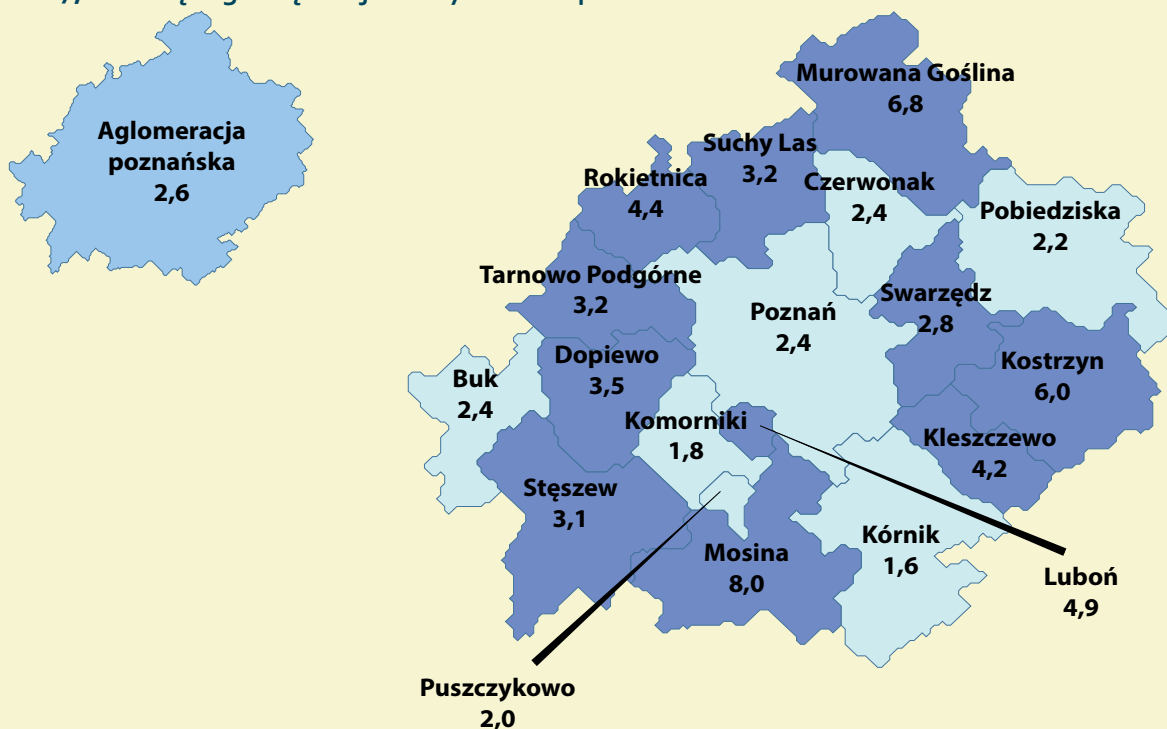 Aglomeracja
poznańska
2,6
Murowana Goślina
6,8
Suchy Las
3,2
Rokietnica
4,4
Czerwonak
2,4
Pobiedziska
2,2
Tarnowo Podgórne
3,2
Swarzędz
2,8
Poznań
2,4
Dopiewo
3,5
Kostrzyn
6,0
Buk
2,4
Komorniki
1,8
Kleszczewo
4,2
Stęszew
3,1
Kórnik
1,6
Mosina
8,0
Luboń
4,9
Puszczykowo
2,0